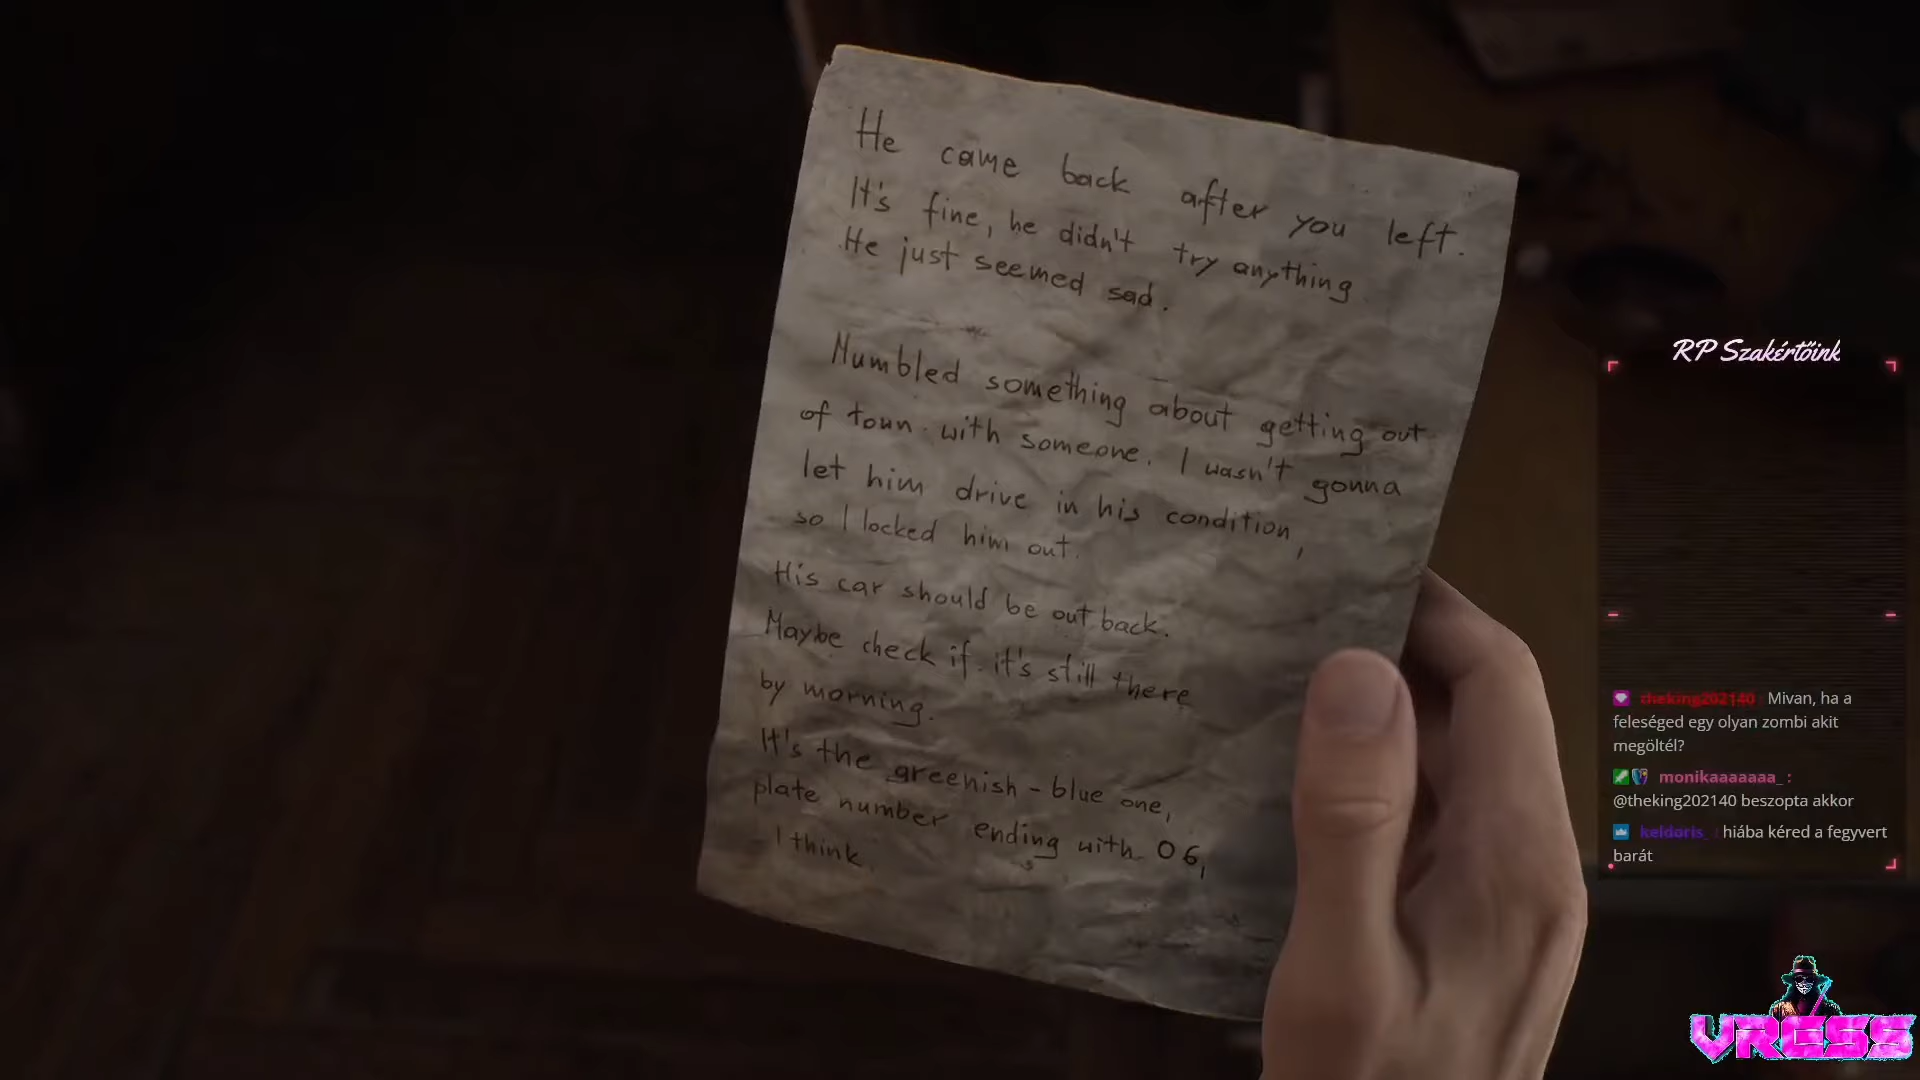 He came back after you left.
It's fine, he didn't try anything
He just seemed sad.
Mumbled something about getting out
of town with someone. I wasn't gonna
let him drive in his condition,
so I locked him out.
His car should be out back.
Maybe check if it's still there
by morning.
It's the greenish-blue one,
plate number ending with 06,
I think.
RP Szakértőink
theking202140 : Mivan, ha a
feleséged egy olyan zombi akit
megöltél?
monikaaaaaaa_ :
@theking202140 beszopta akkor
keldoris_ : hiába kéred a fegyvert
barát
VRESS